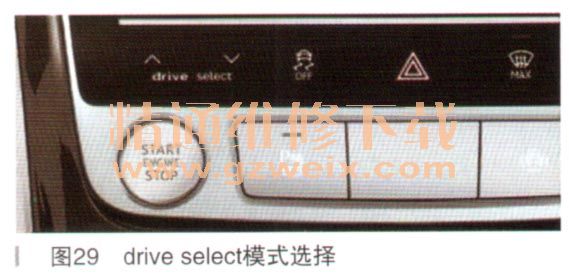 drive select
OFF
MAX
START
ENGINE
STOP
精通维修下载
www.gzweix.com
图29 drive select模式选择